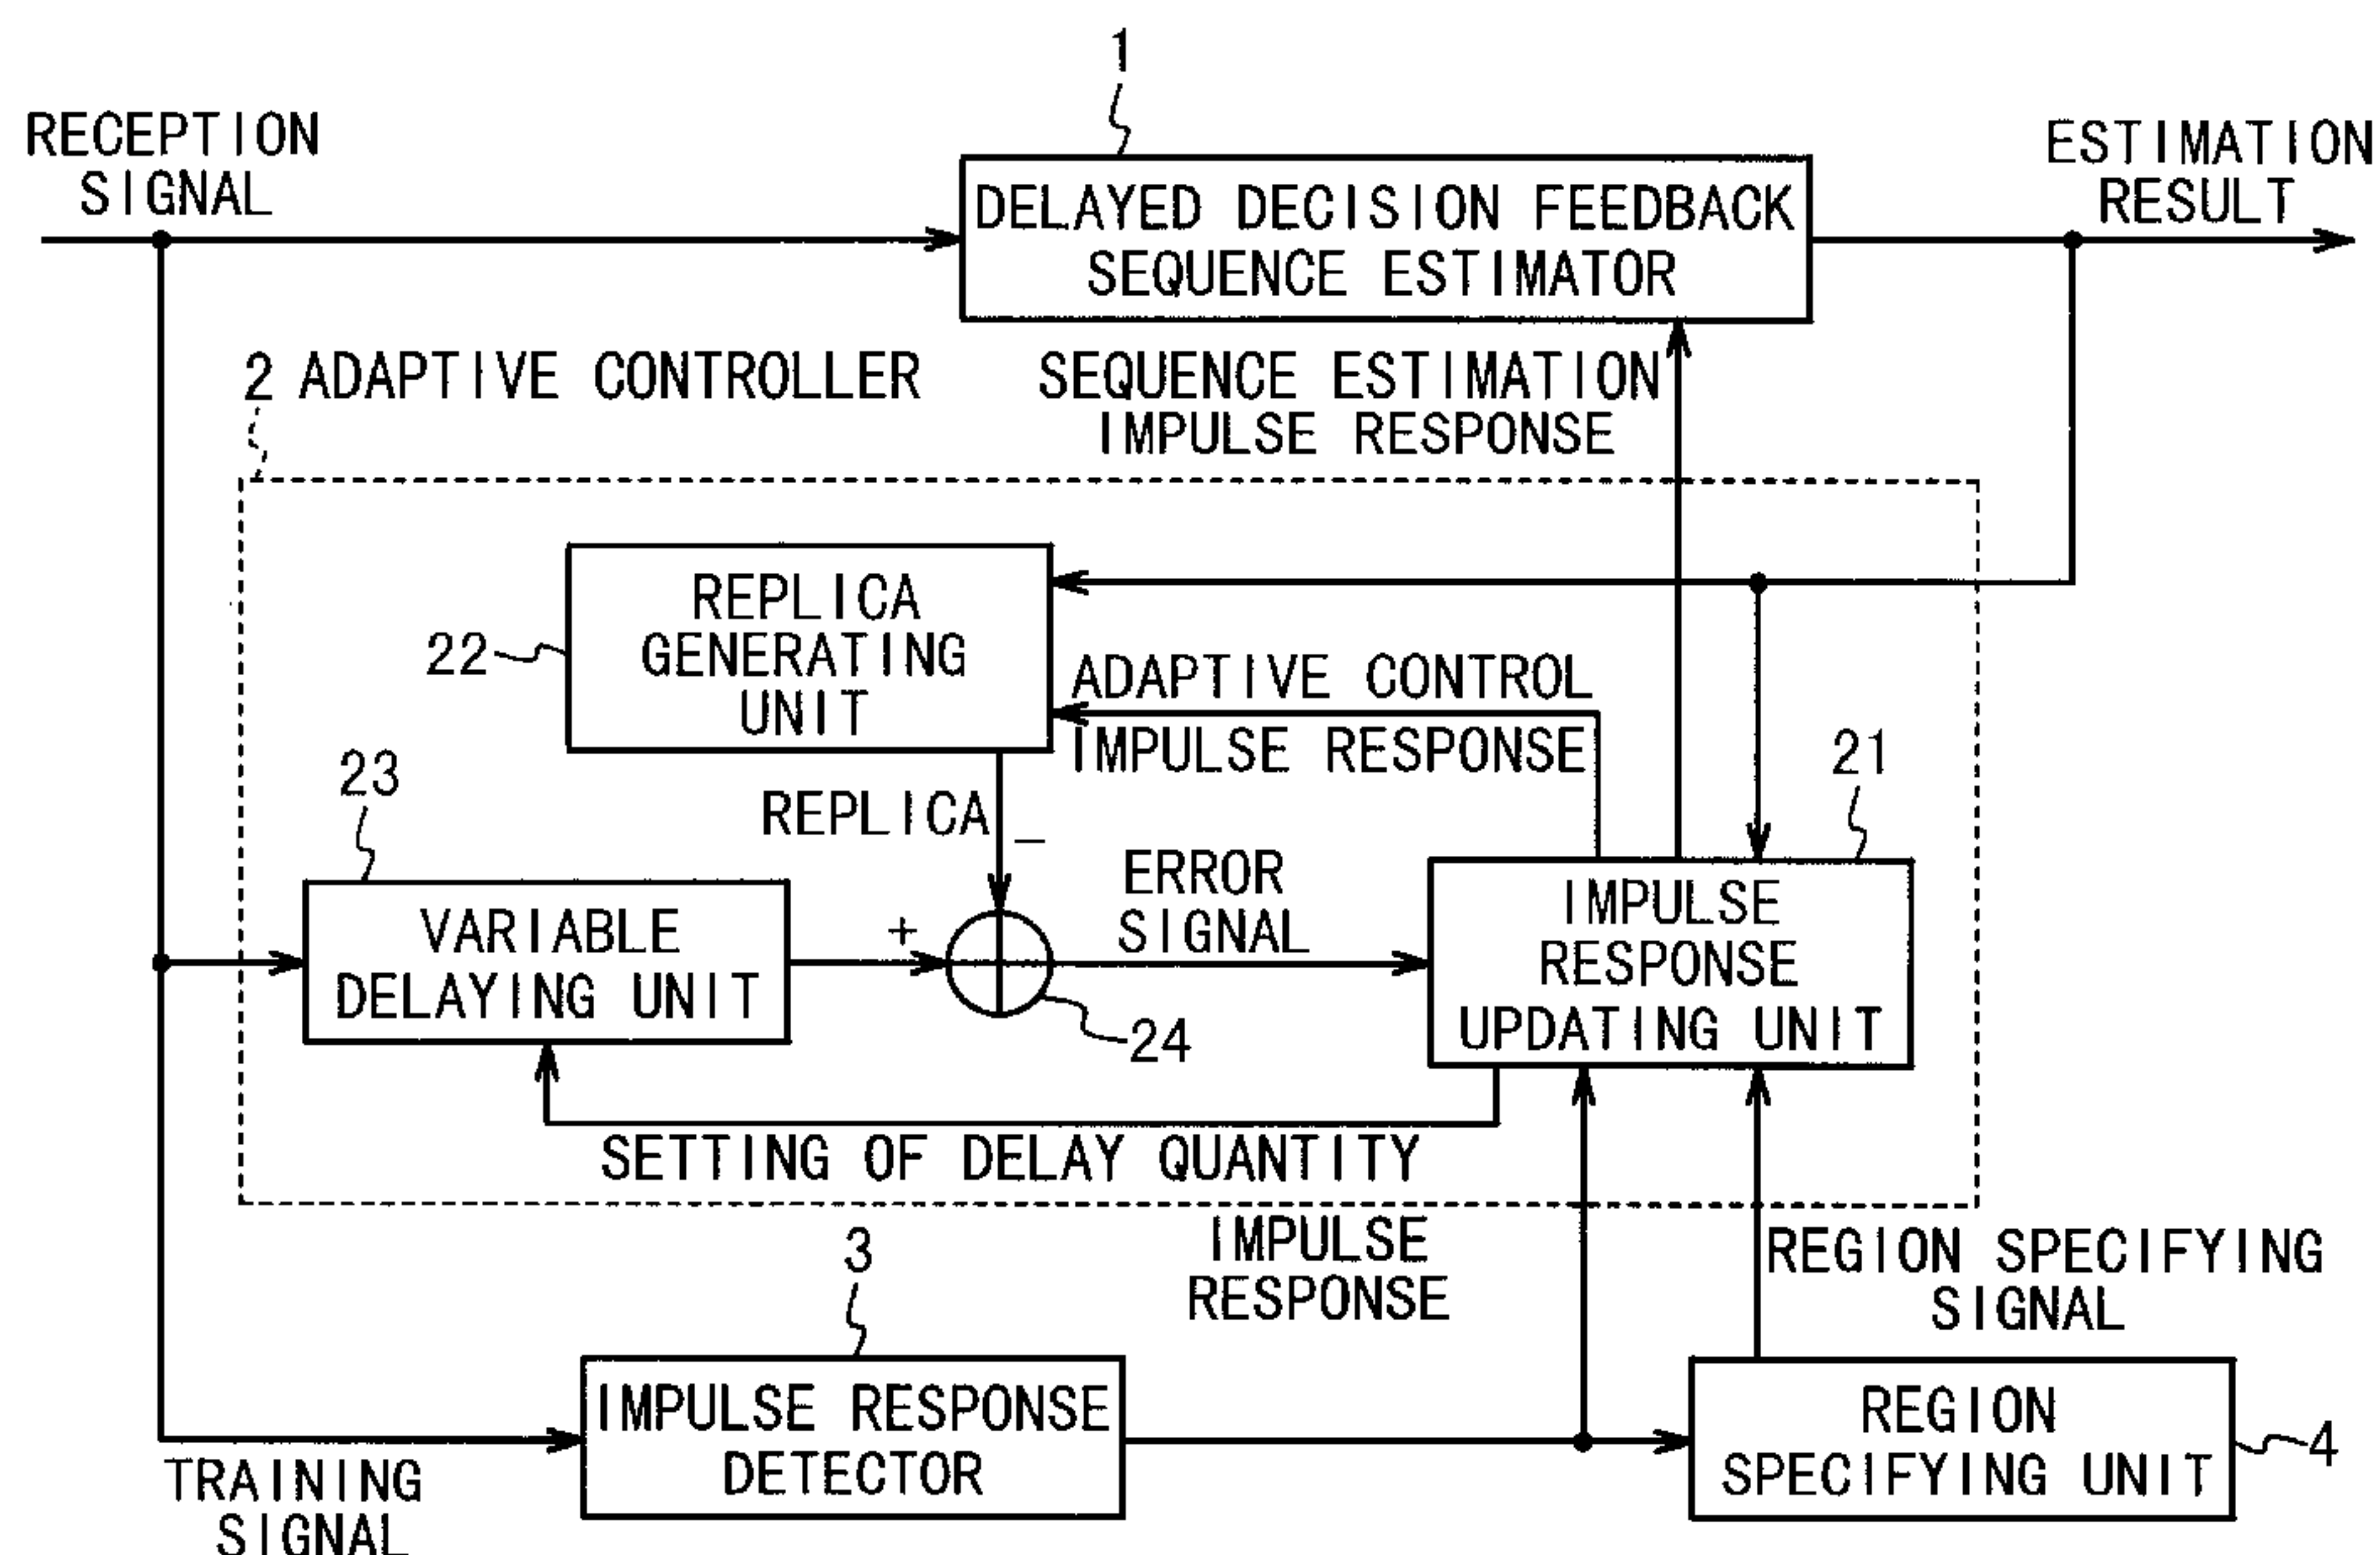 1
RECEPTION
SIGNAL
DELAYED DECISION FEEDBACK
SEQUENCE ESTIMATOR
ESTIMATION
RESULT
2 ADAPTIVE CONTROLLER
SEQUENCE ESTIMATION
IMPULSE RESPONSE
REPLICA
GENERATING
UNIT
22
ADAPTIVE CONTROL
IMPULSE RESPONSE
21
23
REPLICA
−
VARIABLE
DELAYING UNIT
+
ERROR
SIGNAL
24
IMPULSE
RESPONSE
UPDATING UNIT
SETTING OF DELAY QUANTITY
3
IMPULSE
RESPONSE
REGION SPECIFYING
SIGNAL
IMPULSE RESPONSE
DETECTOR
REGION
SPECIFYING UNIT
4
TRAINING
SIGNAL